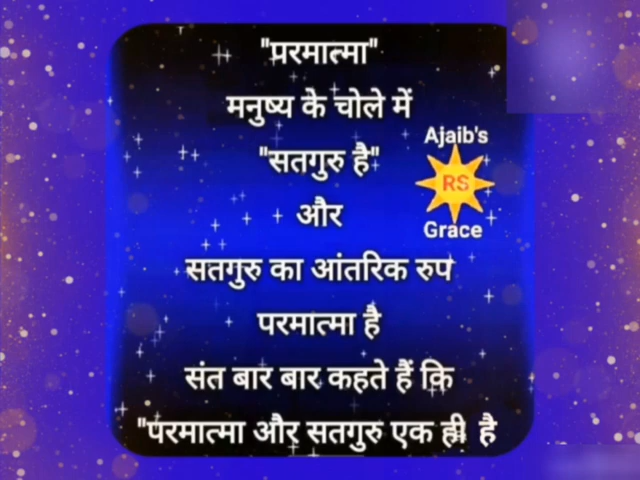 "परमात्मा"
मनुष्य के चोले में
"सतगुरु है"
Ajaib's
RS
Grace
और
सतगुरु का आंतरिक रुप
परमात्मा है
संत बार बार कहते हैं कि
"परमात्मा और सतगुरु एक ही है